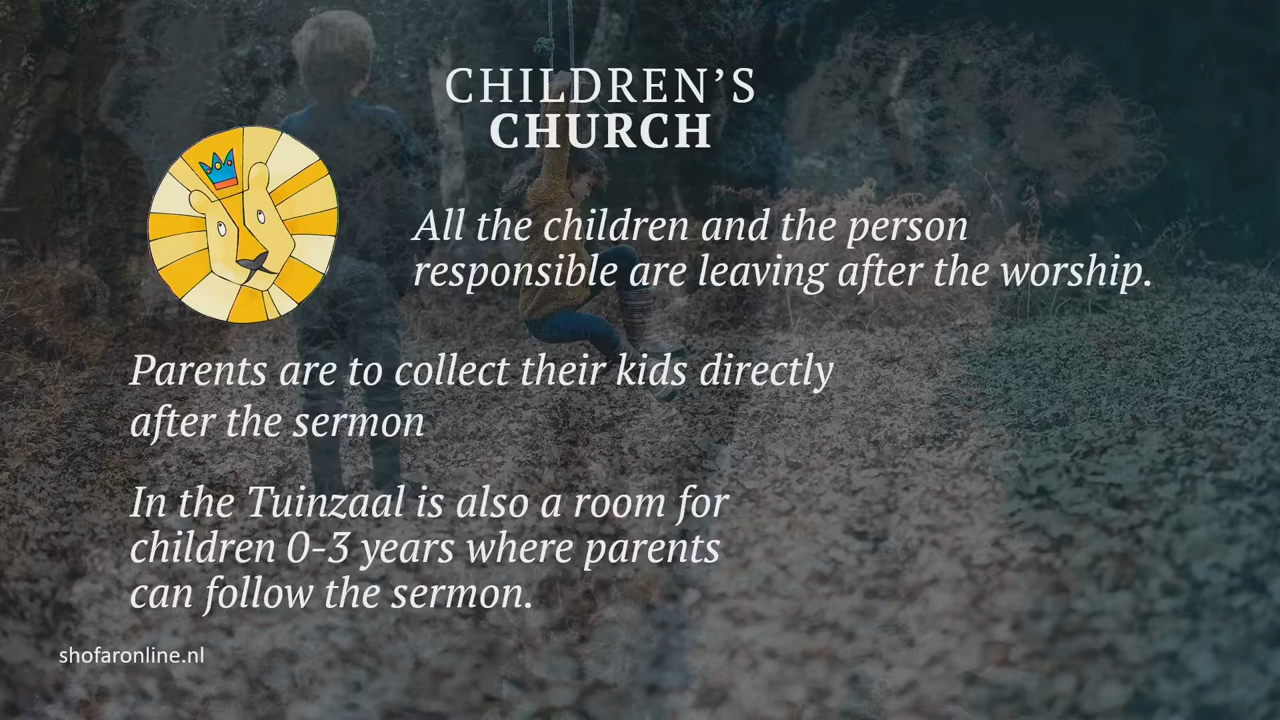 CHILDREN’S
CHURCH
All the children and the person
responsible are leaving after the worship.
Parents are to collect their kids directly
after the sermon
In the Tuinzaal is also a room for
children 0-3 years where parents
can follow the sermon.
shofaronline.nl